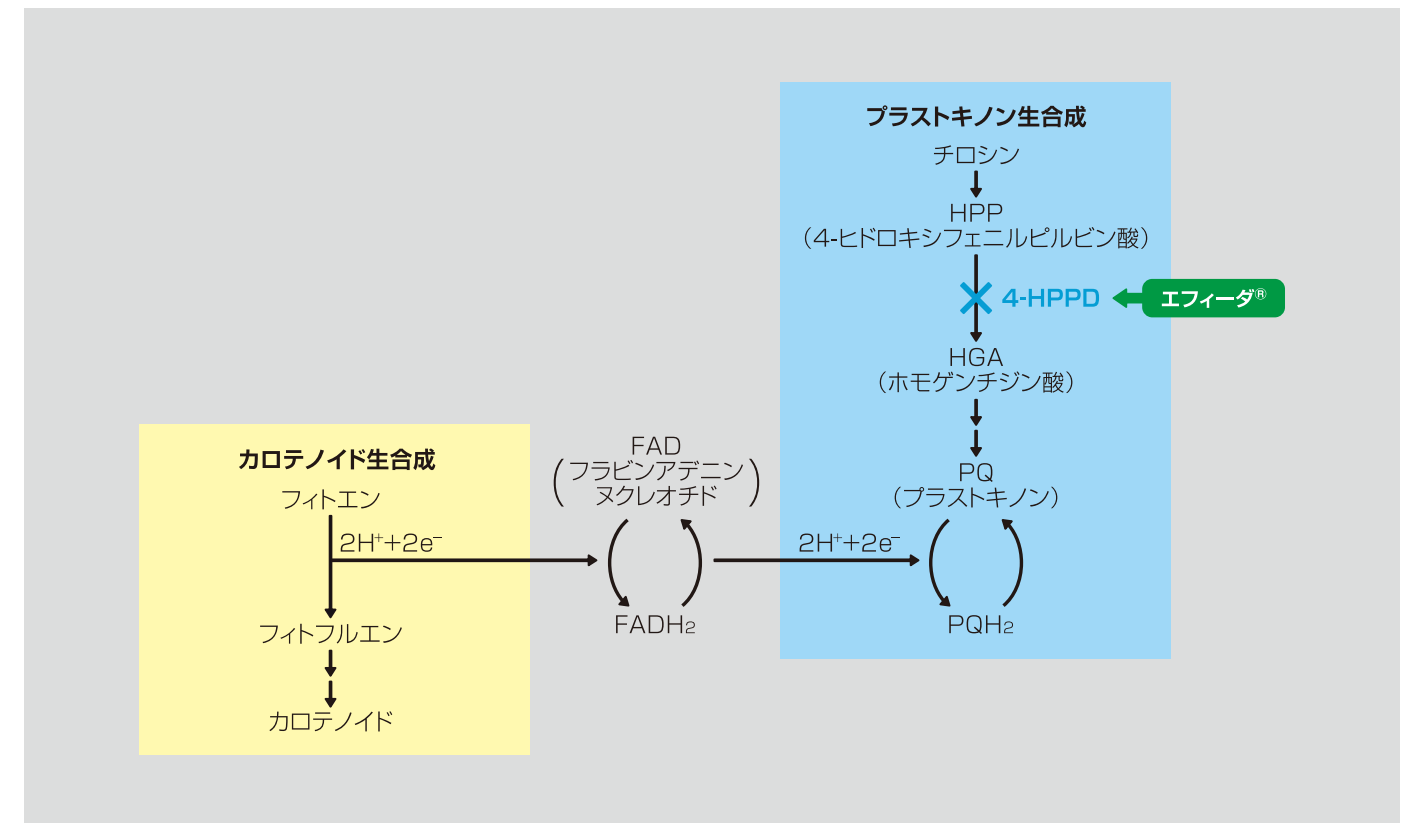 プラストキノン生合成
チロシン
HPP
（4-ヒドロキシフェニルピルビン酸）
4-HPPD
エフィーダ®
HGA
（ホモゲンチジン酸）
PQ
（プラストキノン）
2H⁺+2e⁻
PQH₂
FAD
（フラビンアデニン
ヌクレオチド）
FADH₂
カロテノイド生合成
フィトエン
2H⁺+2e⁻
フィトフルエン
カロテノイド